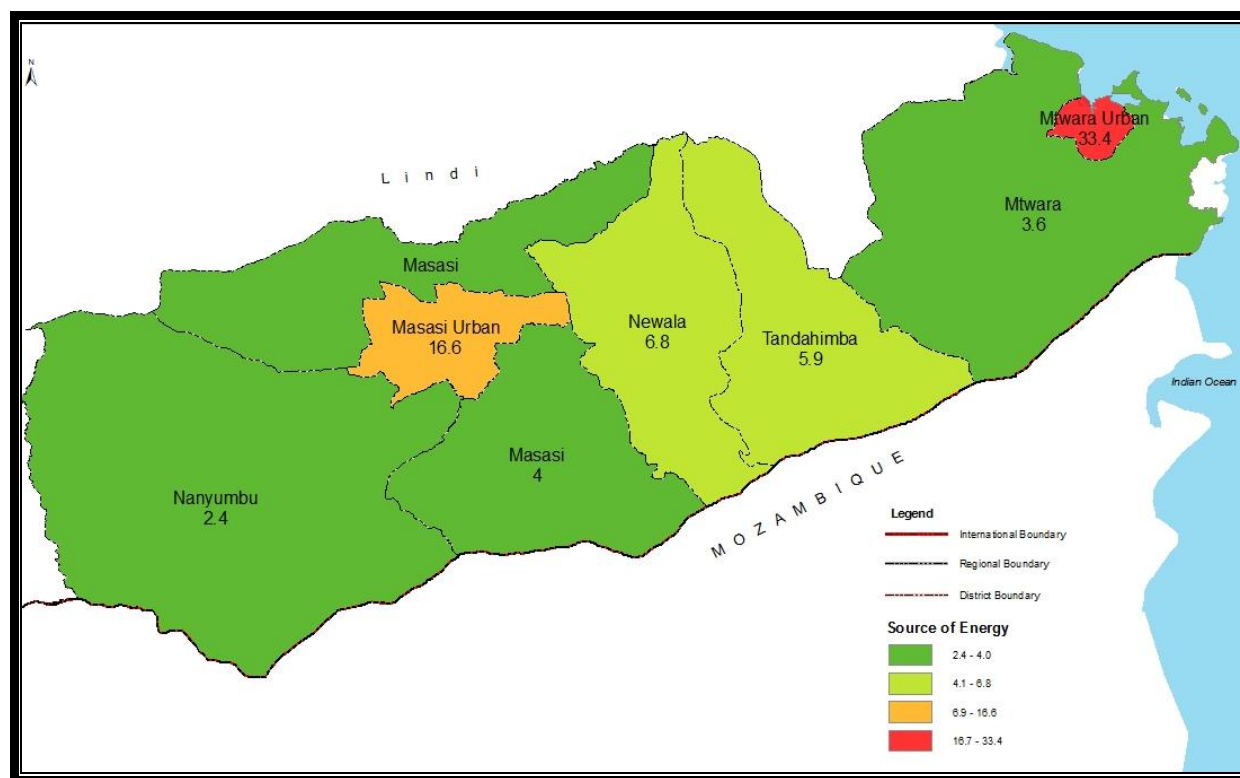 N
Mtwara Urban
33.4
Lindi
Mtwara
3.6
Masasi
Masasi Urban
16.6
Newala
6.8
Tandahimba
5.9
Indian Ocean
Masasi
4
Nanyumbu
2.4
MOZAMBIQUE
Legend
International Boundary
Regional Boundary
District Boundary
Source of Energy
2.4 - 4.0
4.1 - 6.8
6.9 - 16.6
16.7 - 33.4